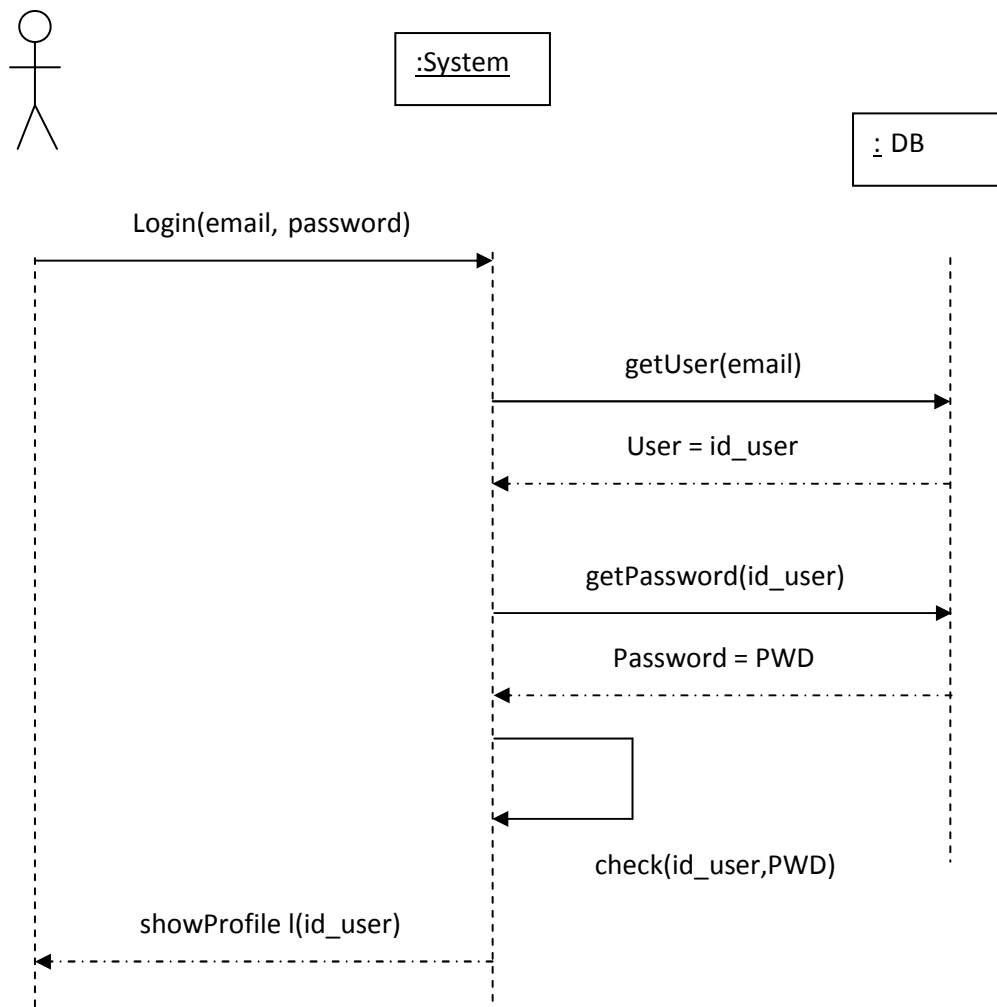 :System
: DB
Login(email, password)
getUser(email)
User = id_user
getPassword(id_user)
Password = PWD
check(id_user,PWD)
showProfile l(id_user)